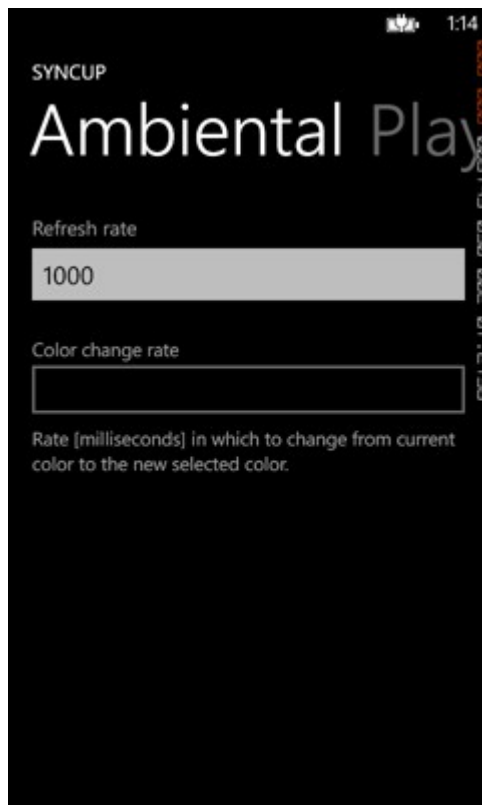 1:14
SYNCUP
Ambiental Play
Refresh rate
1000
Color change rate
Rate [milliseconds] in which to change from current
color to the new selected color.